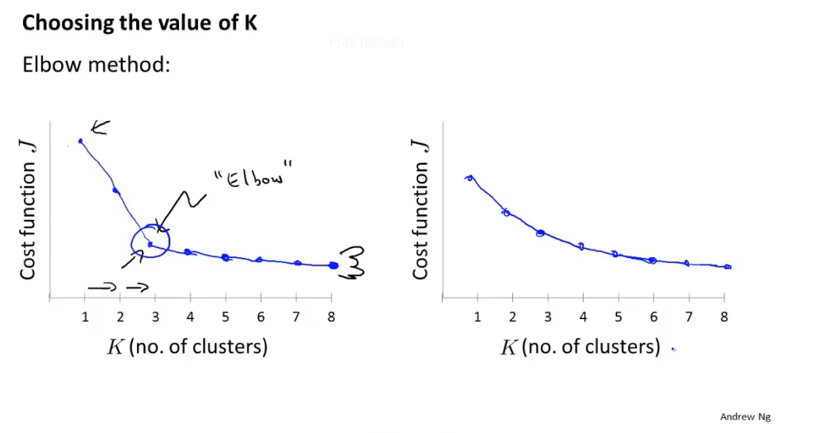 Choosing the value of K
1148160340
Elbow method:
"Elbow"
Cost function J
1 2 3 4 5 6 7 8
K (no. of clusters)
Cost function J
1 2 3 4 5 6 7 8
K (no. of clusters)
Andrew Ng